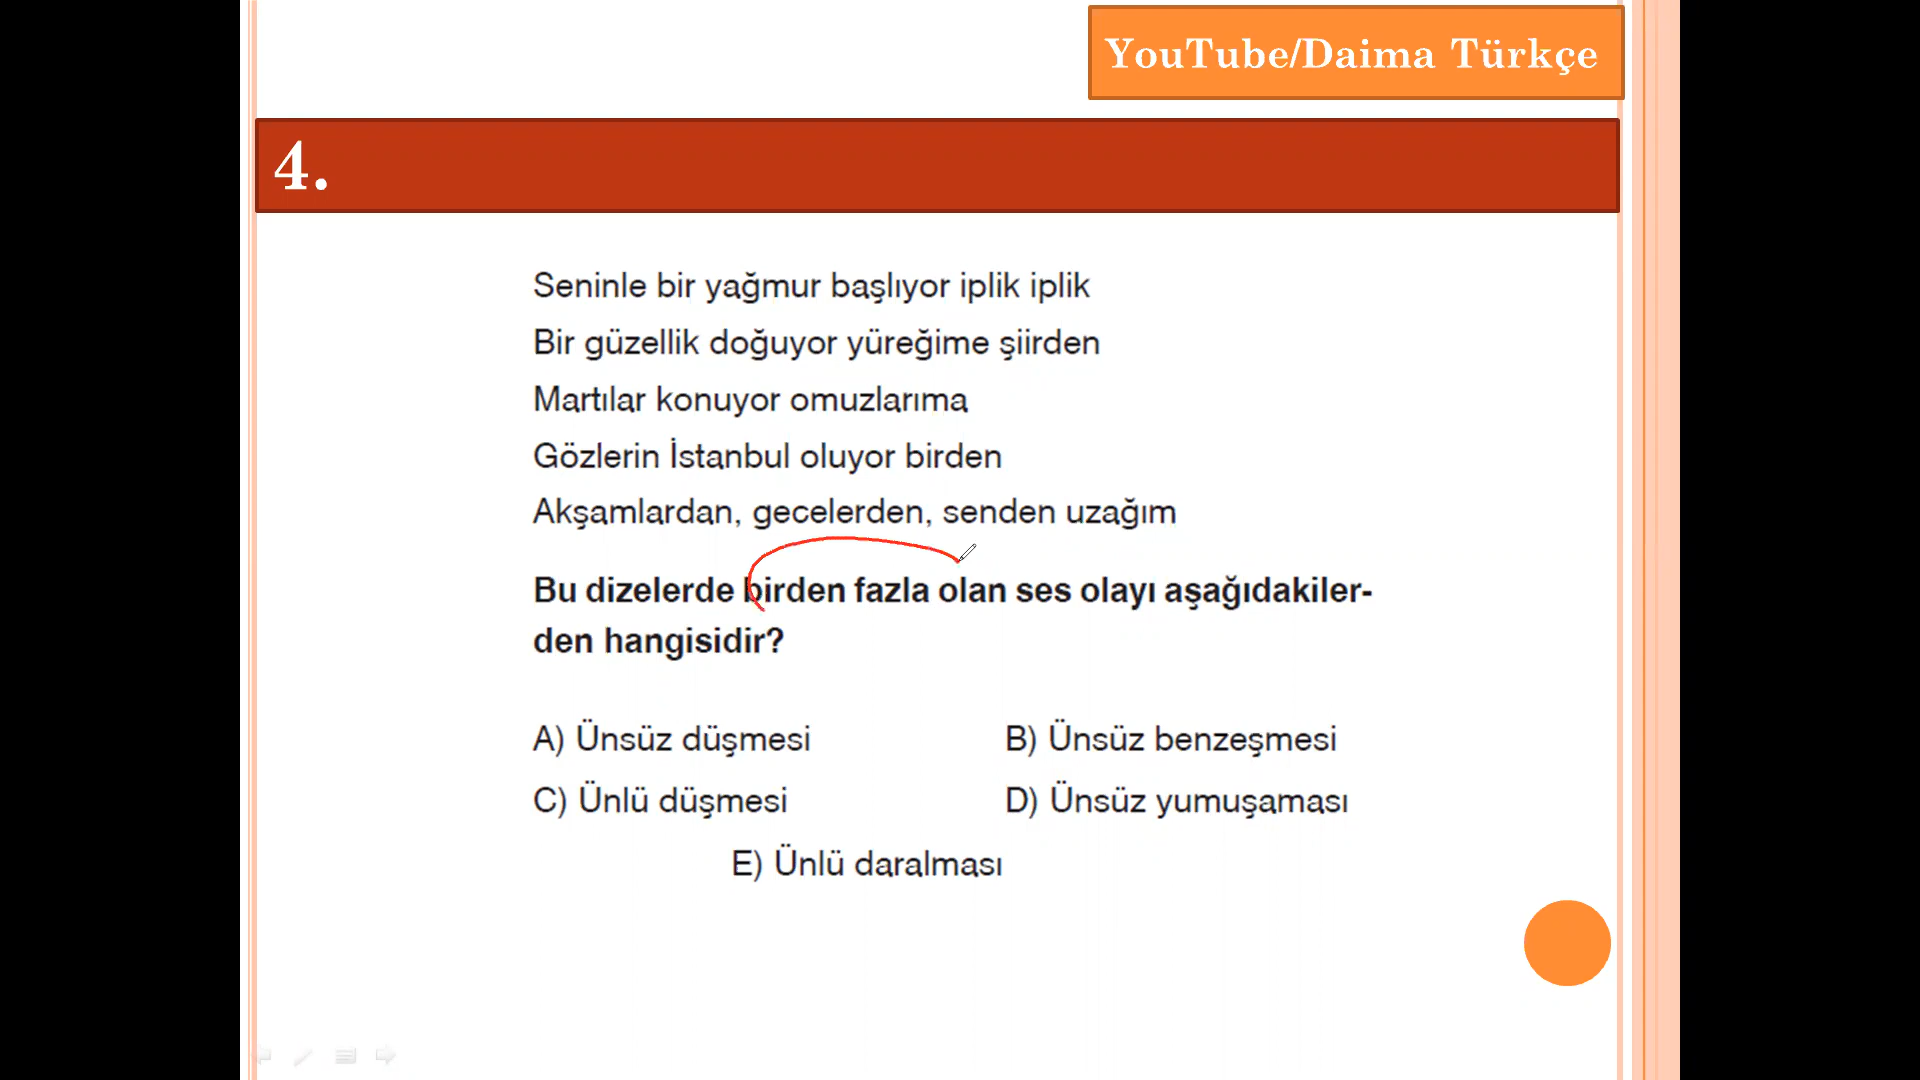 YouTube/Daima Türkçe
4.
Seninle bir yağmur başlıyor iplik iplik
Bir güzellik doğuyor yüreğime şiirden
Martılar konuyor omuzlarıma
Gözlerin İstanbul oluyor birden
Akşamlardan, gecelerden, senden uzağım
Bu dizelerde birden fazla olan ses olayı aşağıdakiler-
den hangisidir?
A) Ünsüz düşmesi
B) Ünsüz benzeşmesi
C) Ünlü düşmesi
D) Ünsüz yumuşaması
E) Ünlü daralması